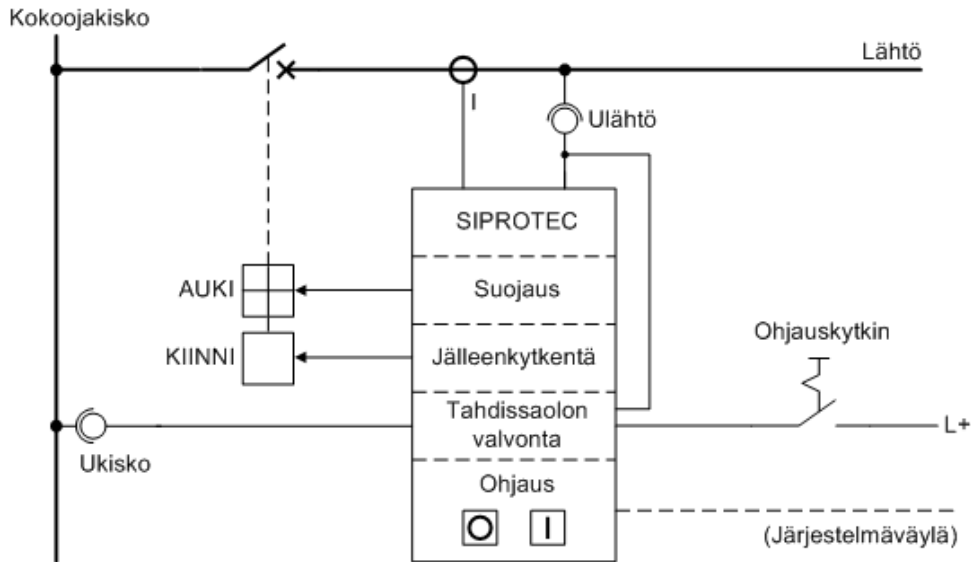 Kokoojakisko
Lähtö
I
Ulähtö
SIPROTEC
AUKI
Suojaus
Ohjauskytkin
KIINNI
Jälleenkytkentä
Tahdissaolon
valvonta
L+
Ukisko
Ohjaus
O I
(Järjestelmäväylä)